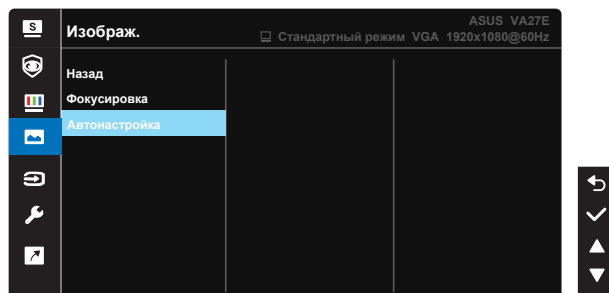 S
Изображ.
ASUS VA27E
Стандартный режим VGA 1920x1080@60Hz
Назад
Фокусировка
Автонастройка